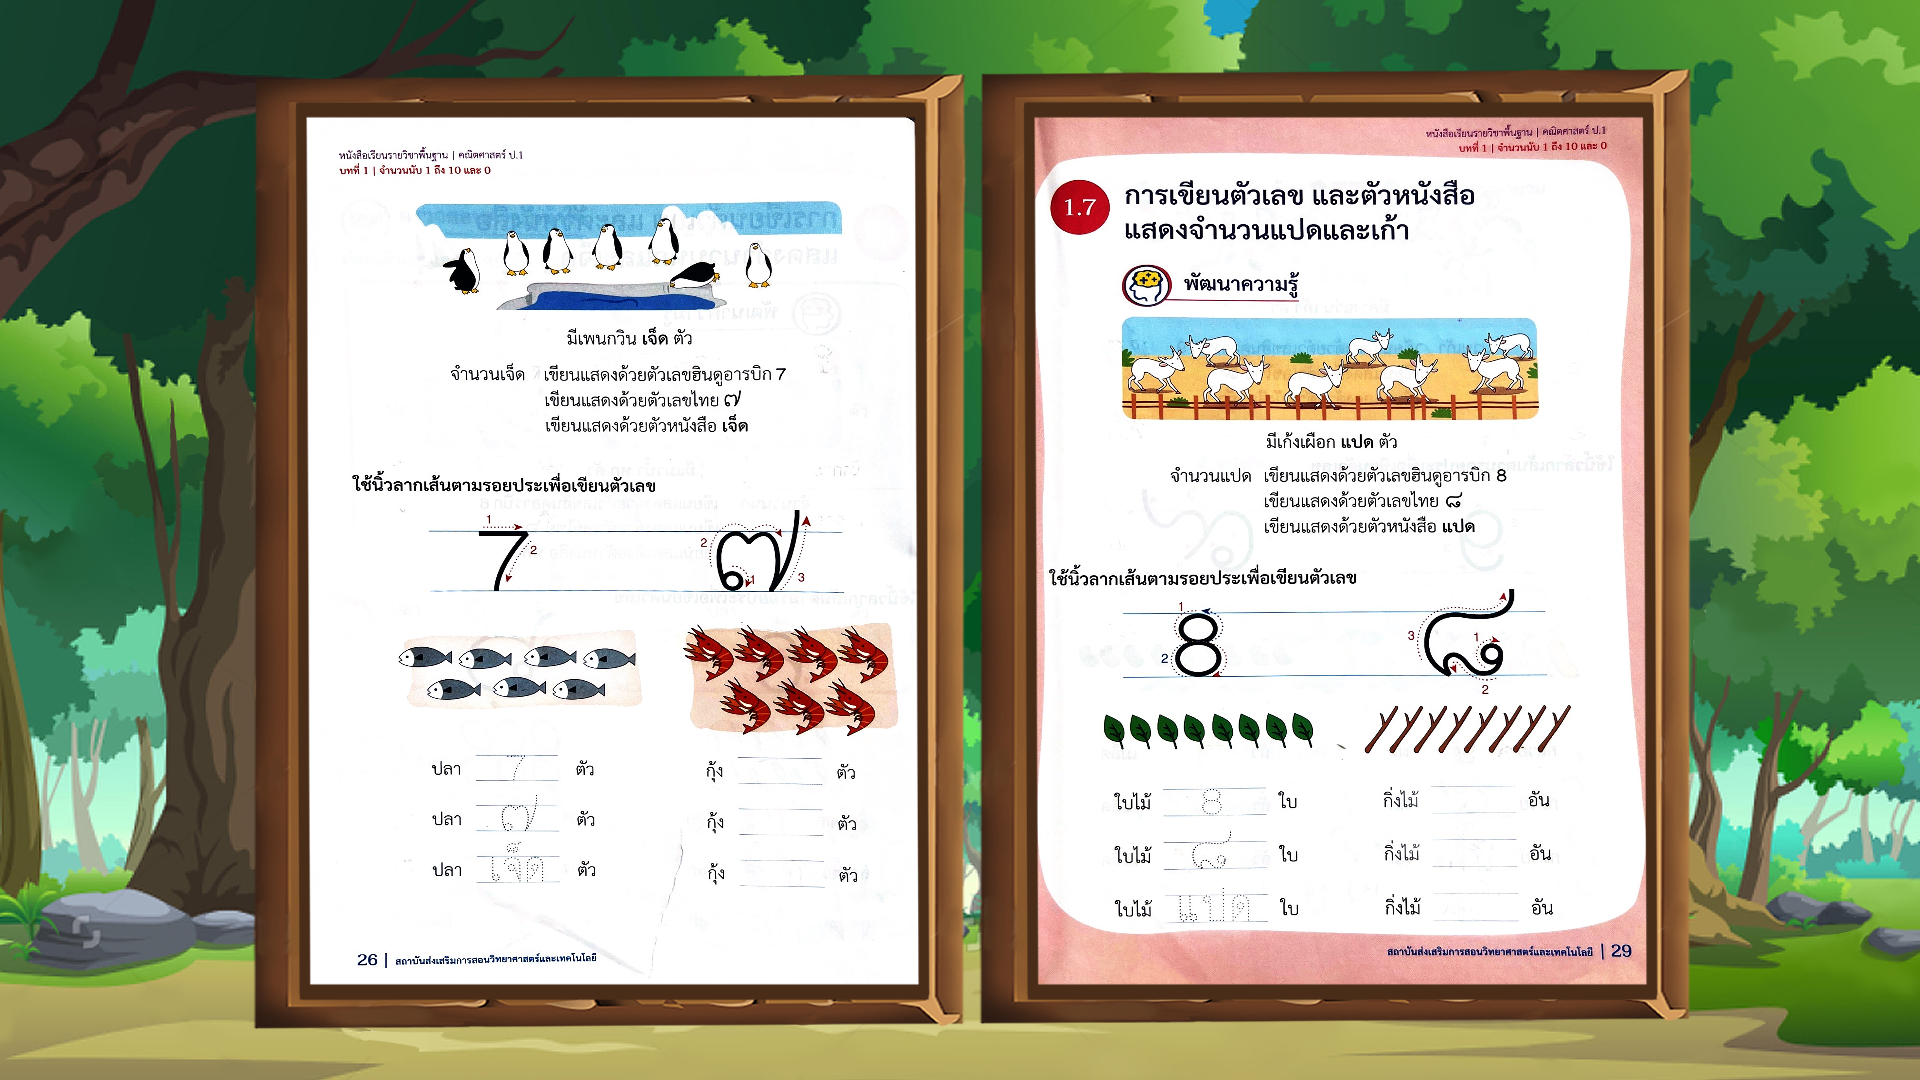 หนังสือเรียนรายวิชาพื้นฐาน | คณิตศาสตร์ ป.1
บทที่ 1 | จำนวนนับ 1 ถึง 10 และ 0
มีเพนกวิน เจ็ด ตัว
จำนวนเจ็ด เขียนแสดงด้วยตัวเลขฮินดูอารบิก 7
เขียนแสดงด้วยตัวเลขไทย ๗
เขียนแสดงด้วยตัวหนังสือ เจ็ด
ใช้นิ้วลากเส้นตามรอยประเพื่อเขียนตัวเลข
1 2 7
2 1 3 ๗
ปลา 7 ตัว
ปลา ๗ ตัว
ปลา เจ็ด ตัว
กุ้ง ตัว
กุ้ง ตัว
กุ้ง ตัว
26 | สถาบันส่งเสริมการสอนวิทยาศาสตร์และเทคโนโลยี
หนังสือเรียนรายวิชาพื้นฐาน | คณิตศาสตร์ ป.1
บทที่ 1 | จำนวนนับ 1 ถึง 10 และ 0
1.7 การเขียนตัวเลข และตัวหนังสือ
แสดงจำนวนแปดและเก้า
พัฒนาความรู้
มีเก้งเผือก แปด ตัว
จำนวนแปด เขียนแสดงด้วยตัวเลขฮินดูอารบิก 8
เขียนแสดงด้วยตัวเลขไทย ๘
เขียนแสดงด้วยตัวหนังสือ แปด
ใช้นิ้วลากเส้นตามรอยประเพื่อเขียนตัวเลข
1 2 8
3 1 2 ๘
ใบไม้ 8 ใบ
ใบไม้ ๘ ใบ
ใบไม้ แปด ใบ
กิ่งไม้ อัน
กิ่งไม้ อัน
กิ่งไม้ อัน
สถาบันส่งเสริมการสอนวิทยาศาสตร์และเทคโนโลยี | 29